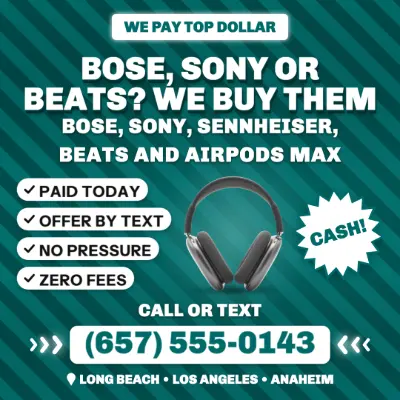 WE PAY TOP DOLLAR
BOSE, SONY OR
BEATS? WE BUY THEM
BOSE, SONY, SENNHEISER,
BEATS AND AIRPODS MAX
PAID TODAY
OFFER BY TEXT
NO PRESSURE
ZERO FEES
CASH!
CALL OR TEXT
(657) 555-0143
LONG BEACH • LOS ANGELES • ANAHEIM